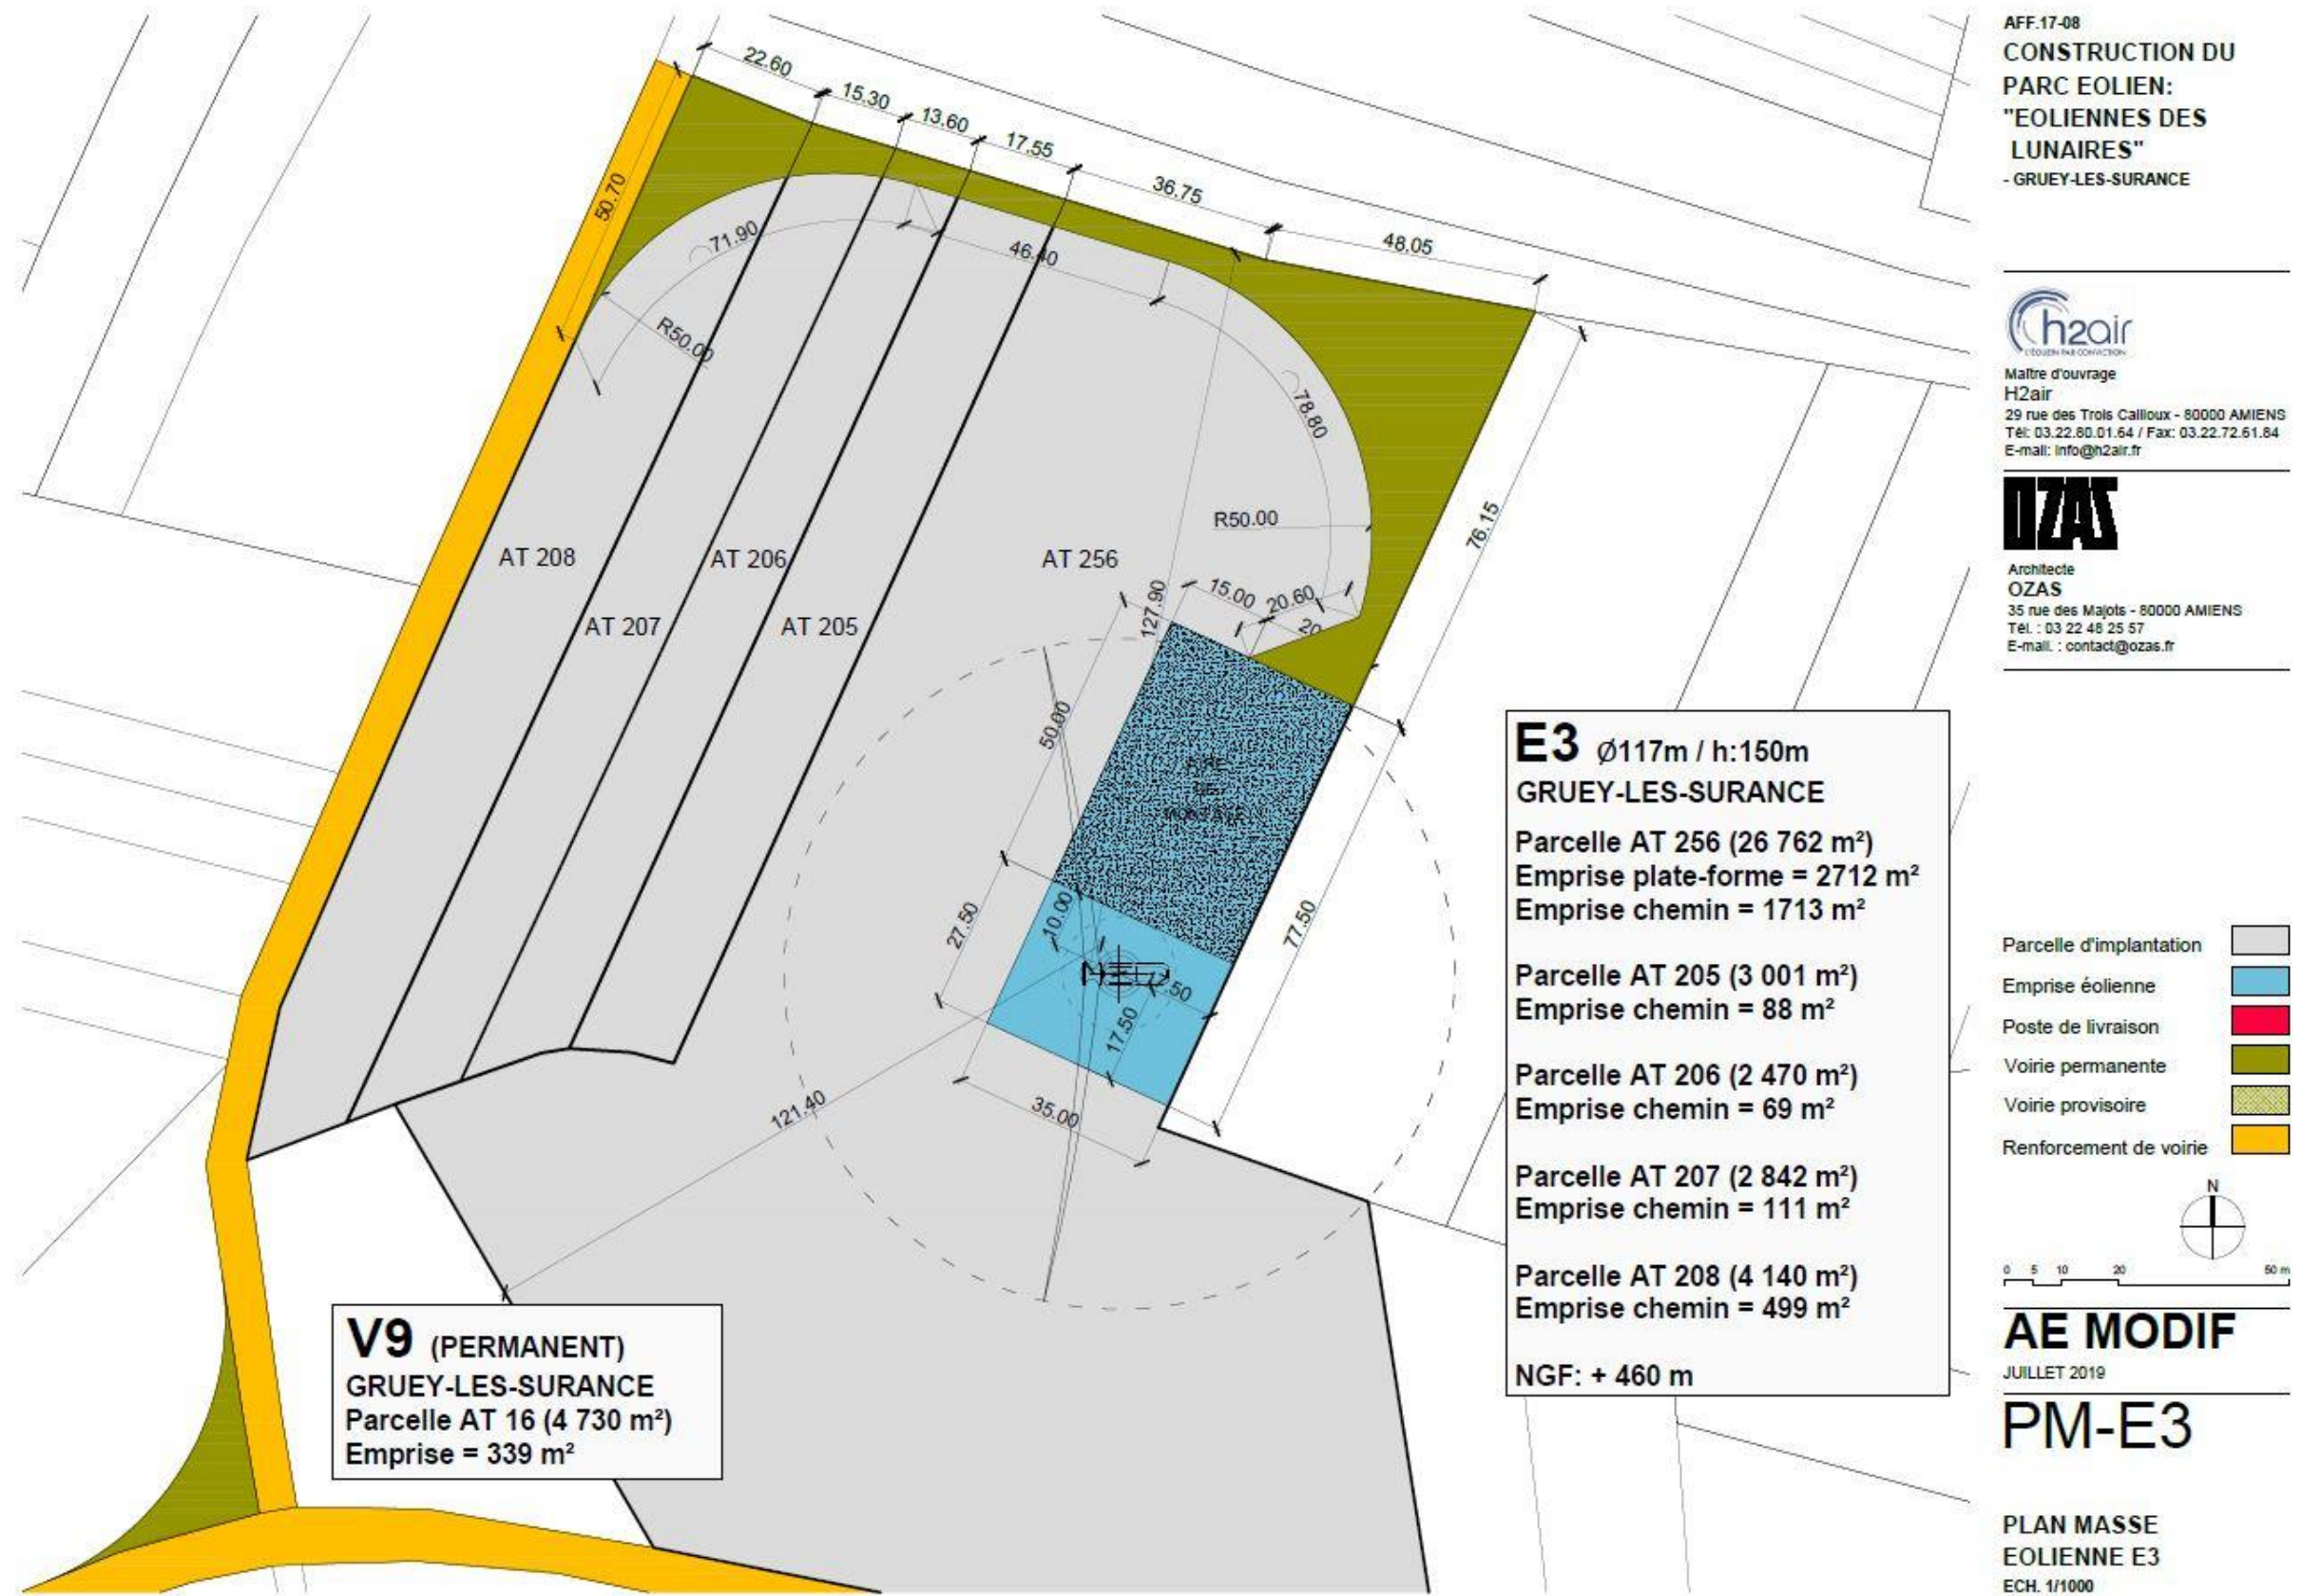 AFF.17-08
CONSTRUCTION DU
PARC EOLIEN:
"EOLIENNES DES
LUNAIRES"
- GRUEY-LES-SURANCE
h2air
L'ÉOLIEN PAR CONVICTION
Maître d'ouvrage
H2air
29 rue des Trois Cailloux - 80000 AMIENS
Tél: 03.22.80.01.64 / Fax: 03.22.72.61.84
E-mail: info@h2air.fr
OZAS
Architecte
OZAS
35 rue des Majots - 80000 AMIENS
Tél. : 03 22 48 25 57
E-mail. : contact@ozas.fr
22.60
15.30
13.60
17.55
36.75
48.05
50.70
71.90
46.40
R50.00
78.80
R50.00
76.15
AT 208
AT 206
AT 256
AT 207
AT 205
127.90
15.00
20.60
20
50.00
AIRE
DE
MONTAGE
27.50
10.00
77.50
17.50
35.00
121.40
E3 Ø117m / h:150m
GRUEY-LES-SURANCE
Parcelle AT 256 (26 762 m²)
Emprise plate-forme = 2712 m²
Emprise chemin = 1713 m²
Parcelle AT 205 (3 001 m²)
Emprise chemin = 88 m²
Parcelle AT 206 (2 470 m²)
Emprise chemin = 69 m²
Parcelle AT 207 (2 842 m²)
Emprise chemin = 111 m²
Parcelle AT 208 (4 140 m²)
Emprise chemin = 499 m²
NGF: + 460 m
V9 (PERMANENT)
GRUEY-LES-SURANCE
Parcelle AT 16 (4 730 m²)
Emprise = 339 m²
Parcelle d'implantation
Emprise éolienne
Poste de livraison
Voirie permanente
Voirie provisoire
Renforcement de voirie
N
0 5 10 20 50 m
AE MODIF
JUILLET 2019
PM-E3
PLAN MASSE
EOLIENNE E3
ECH. 1/1000